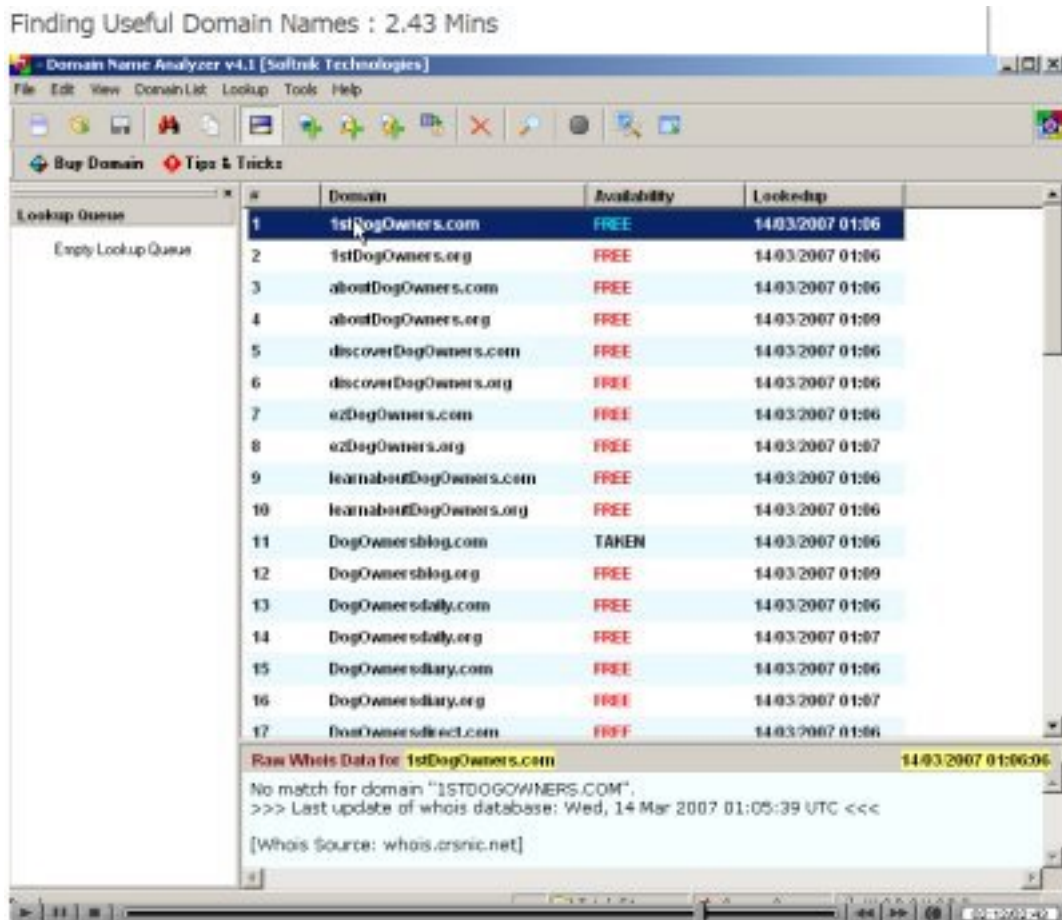 Finding Useful Domain Names : 2.43 Mins
- Domain Name Analyzer v4.1 [Softnik Technologies]
File Edit View DomainList Lookup Tools Help
Buy Domain Tips & Tricks
# Domain Availability Lookedup
Lookup Queue
Empty Lookup Queue
1 1stDogOwners.com FREE 14/03/2007 01:06
2 1stDogOwners.org FREE 14/03/2007 01:06
3 aboutDogOwners.com FREE 14/03/2007 01:06
4 aboutDogOwners.org FREE 14/03/2007 01:09
5 discoverDogOwners.com FREE 14/03/2007 01:06
6 discoverDogOwners.org FREE 14/03/2007 01:06
7 ezDogOwners.com FREE 14/03/2007 01:06
8 ezDogOwners.org FREE 14/03/2007 01:07
9 learnaboutDogOwners.com FREE 14/03/2007 01:06
10 learnaboutDogOwners.org FREE 14/03/2007 01:06
11 DogOwnersblog.com TAKEN 14/03/2007 01:06
12 DogOwnersblog.org FREE 14/03/2007 01:09
13 DogOwnersdaily.com FREE 14/03/2007 01:06
14 DogOwnersdaily.org FREE 14/03/2007 01:07
15 DogOwnersdiary.com FREE 14/03/2007 01:06
16 DogOwnersdiary.org FREE 14/03/2007 01:07
17 DogOwnersdirect.com FREE 14/03/2007 01:06
Raw Whois Data for 1stDogOwners.com 14/03/2007 01:06:06
No match for domain "1STDOGOWNERS.COM".
>>> Last update of whois database: Wed, 14 Mar 2007 01:05:39 UTC <<<
[Whois Source: whois.crsnic.net]